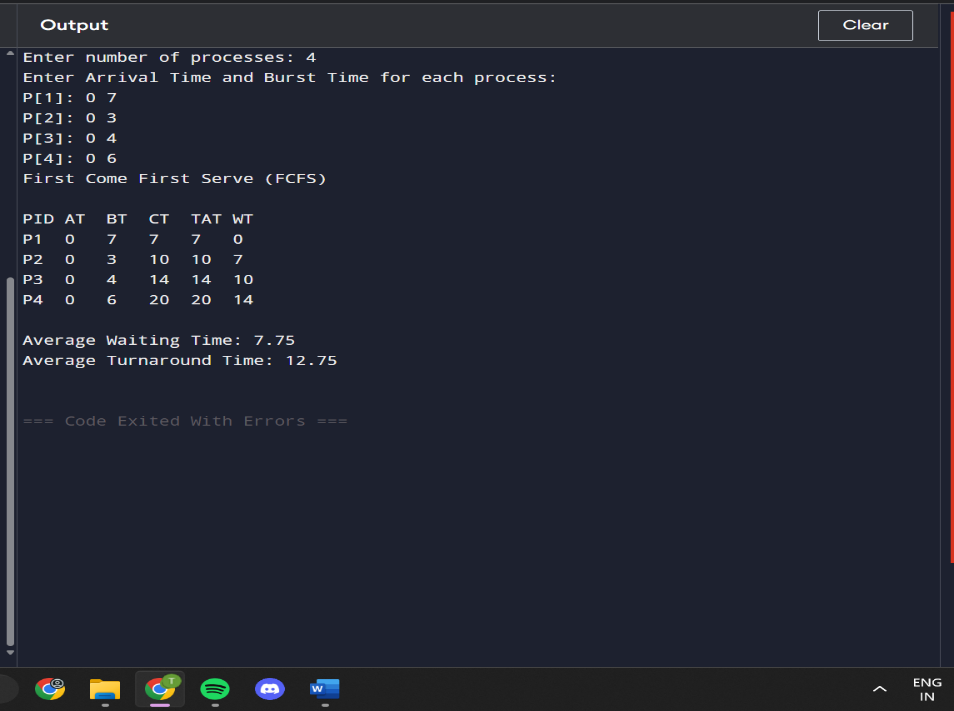 Output
Clear
Enter number of processes: 4
Enter Arrival Time and Burst Time for each process:
P[1]: 0 7
P[2]: 0 3
P[3]: 0 4
P[4]: 0 6
First Come First Serve (FCFS)
PID AT BT CT TAT WT
P1 0 7 7 7 0
P2 0 3 10 10 7
P3 0 4 14 14 10
P4 0 6 20 20 14
Average Waiting Time: 7.75
Average Turnaround Time: 12.75
=== Code Exited With Errors ===
T
W
ENG
IN